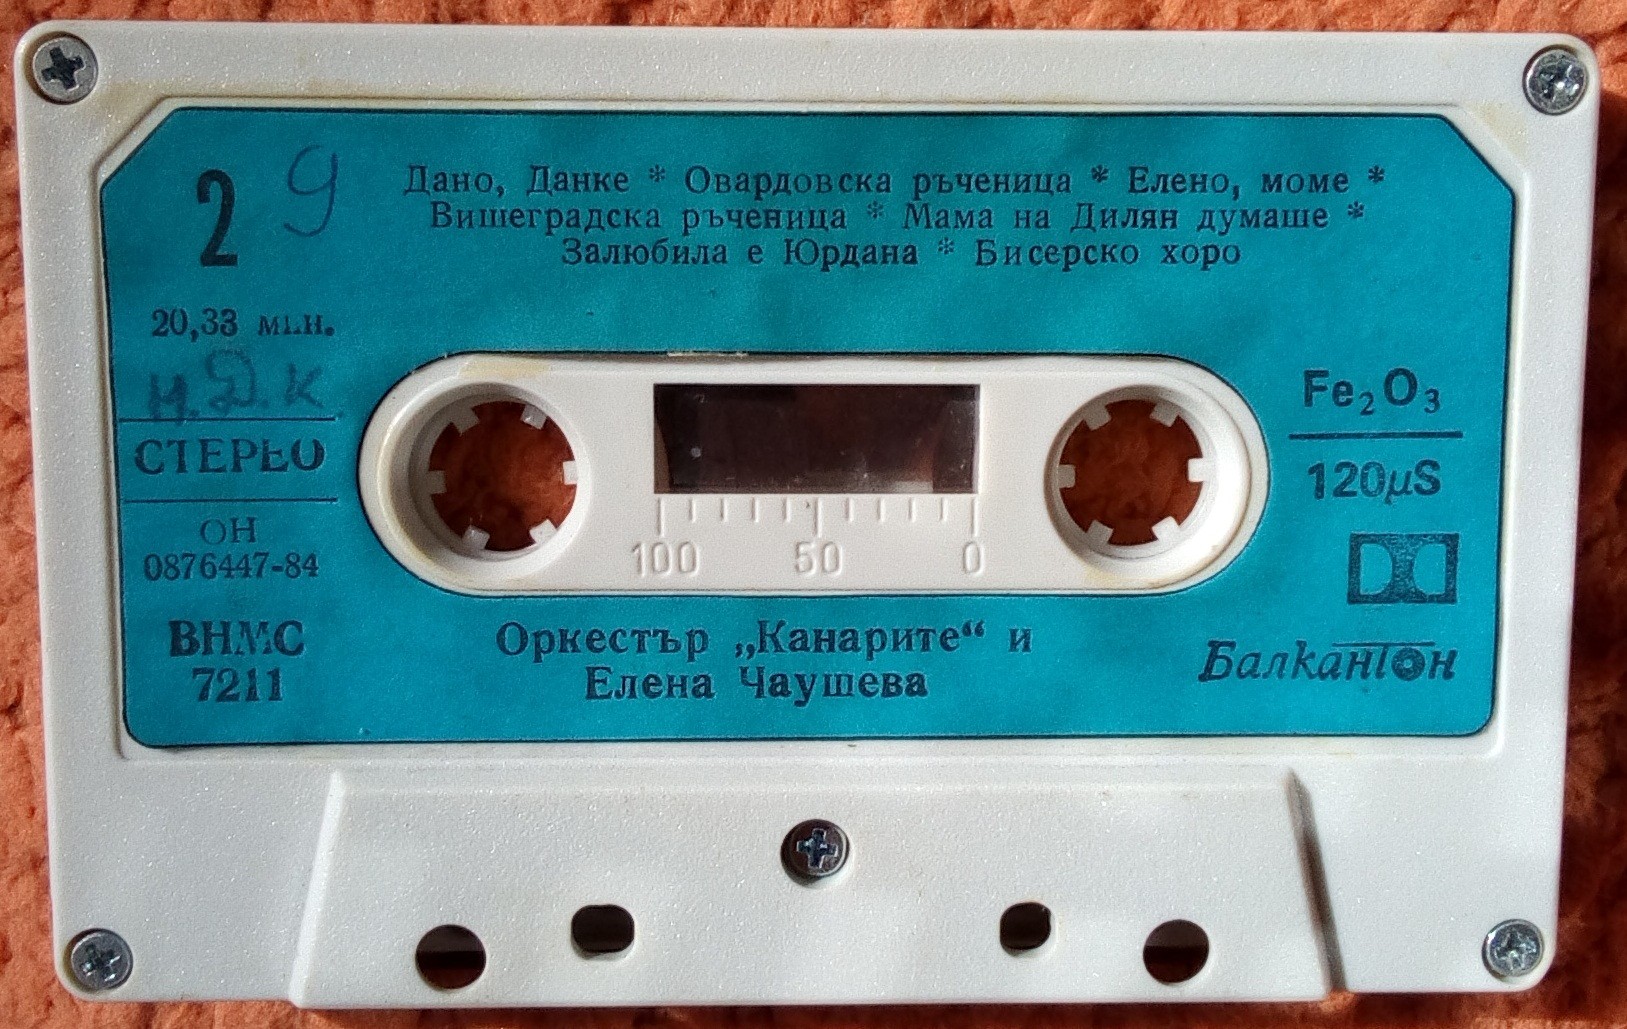 2 9
Дано, Данке * Овардовска ръченица * Елено, моме *
Вишеградска ръченица * Мама на Дилян думаше *
Залюбила е Юрдана * Бисерско хоро
20,33 мин.
Н.Д.К
СТЕРЕО
ОН
0876447-84
ВНМС
7211
100 50 0
Fe₂O₃
120µS
Оркестър „Канарите“ и
Елена Чаушева
Балкантон